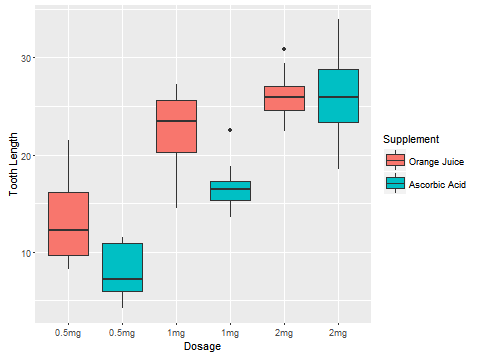 Tooth Length
30
20
10
0.5mg 0.5mg 1mg 1mg 2mg 2mg
Dosage
Supplement
Orange Juice
Ascorbic Acid